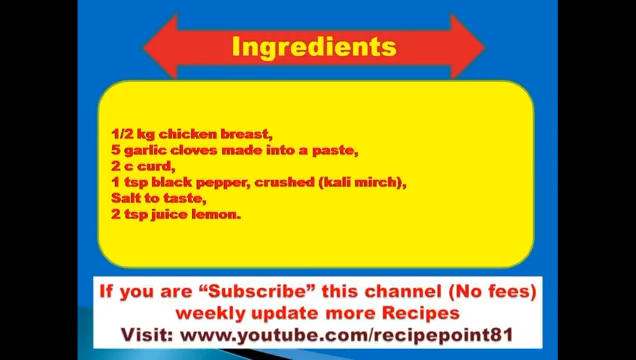 Ingredients
1/2 kg chicken breast,
5 garlic cloves made into a paste,
2 c curd,
1 tsp black pepper, crushed (kali mirch),
Salt to taste,
2 tsp juice lemon.
If you are “Subscribe” this channel (No fees)
weekly update more Recipes
Visit: www.youtube.com/recipepoint81